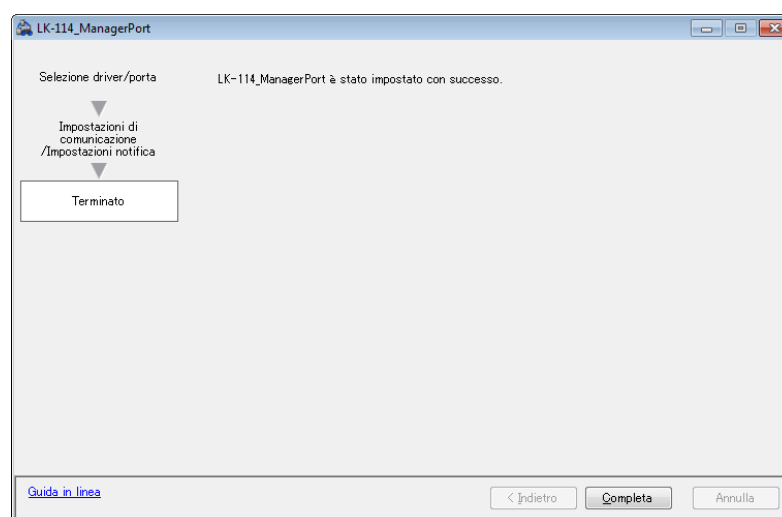 LK-114_ManagerPort
Selezione driver/porta
LK-114_ManagerPort è stato impostato con successo.
Impostazioni di
comunicazione
/Impostazioni notifica
Terminato
Guida in linea
< Indietro
Completa
Annulla